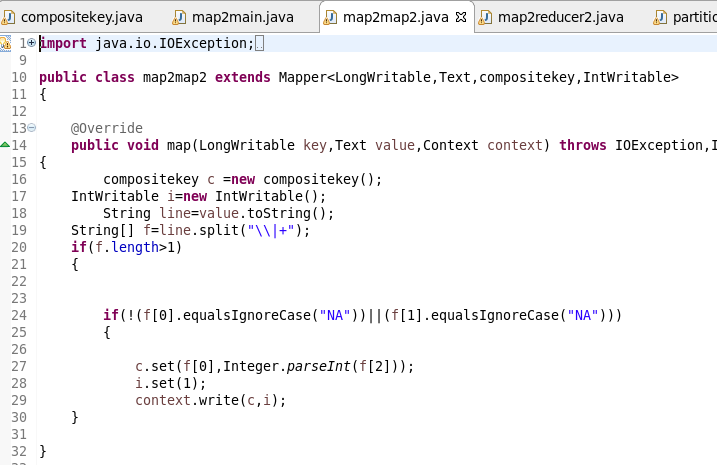 compositekey.java map2main.java map2map2.java map2reducer2.java partitic
1 import java.io.IOException;
9
10 public class map2map2 extends Mapper<LongWritable,Text,compositekey,IntWritable>
11 {
12
13 @Override
14 public void map(LongWritable key,Text value,Context context) throws IOException,I
15 {
16 compositekey c =new compositekey();
17 IntWritable i=new IntWritable();
18 String line=value.toString();
19 String[] f=line.split("\\|+");
20 if(f.length>1)
21 {
22
23
24 if(!(f[0].equalsIgnoreCase("NA"))||(f[1].equalsIgnoreCase("NA")))
25 {
26
27 c.set(f[0],Integer.parseInt(f[2]));
28 i.set(1);
29 context.write(c,i);
30 }
31
32 }